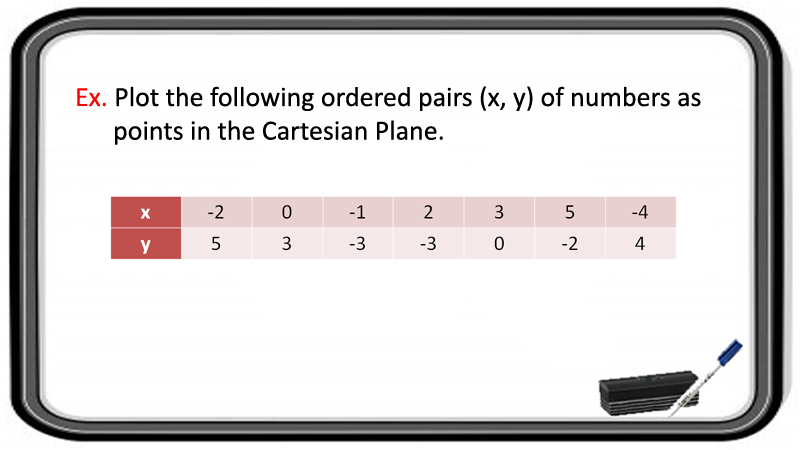 Ex. Plot the following ordered pairs (x, y) of numbers as
points in the Cartesian Plane.
x -2 0 -1 2 3 5 -4
y 5 3 -3 -3 0 -2 4